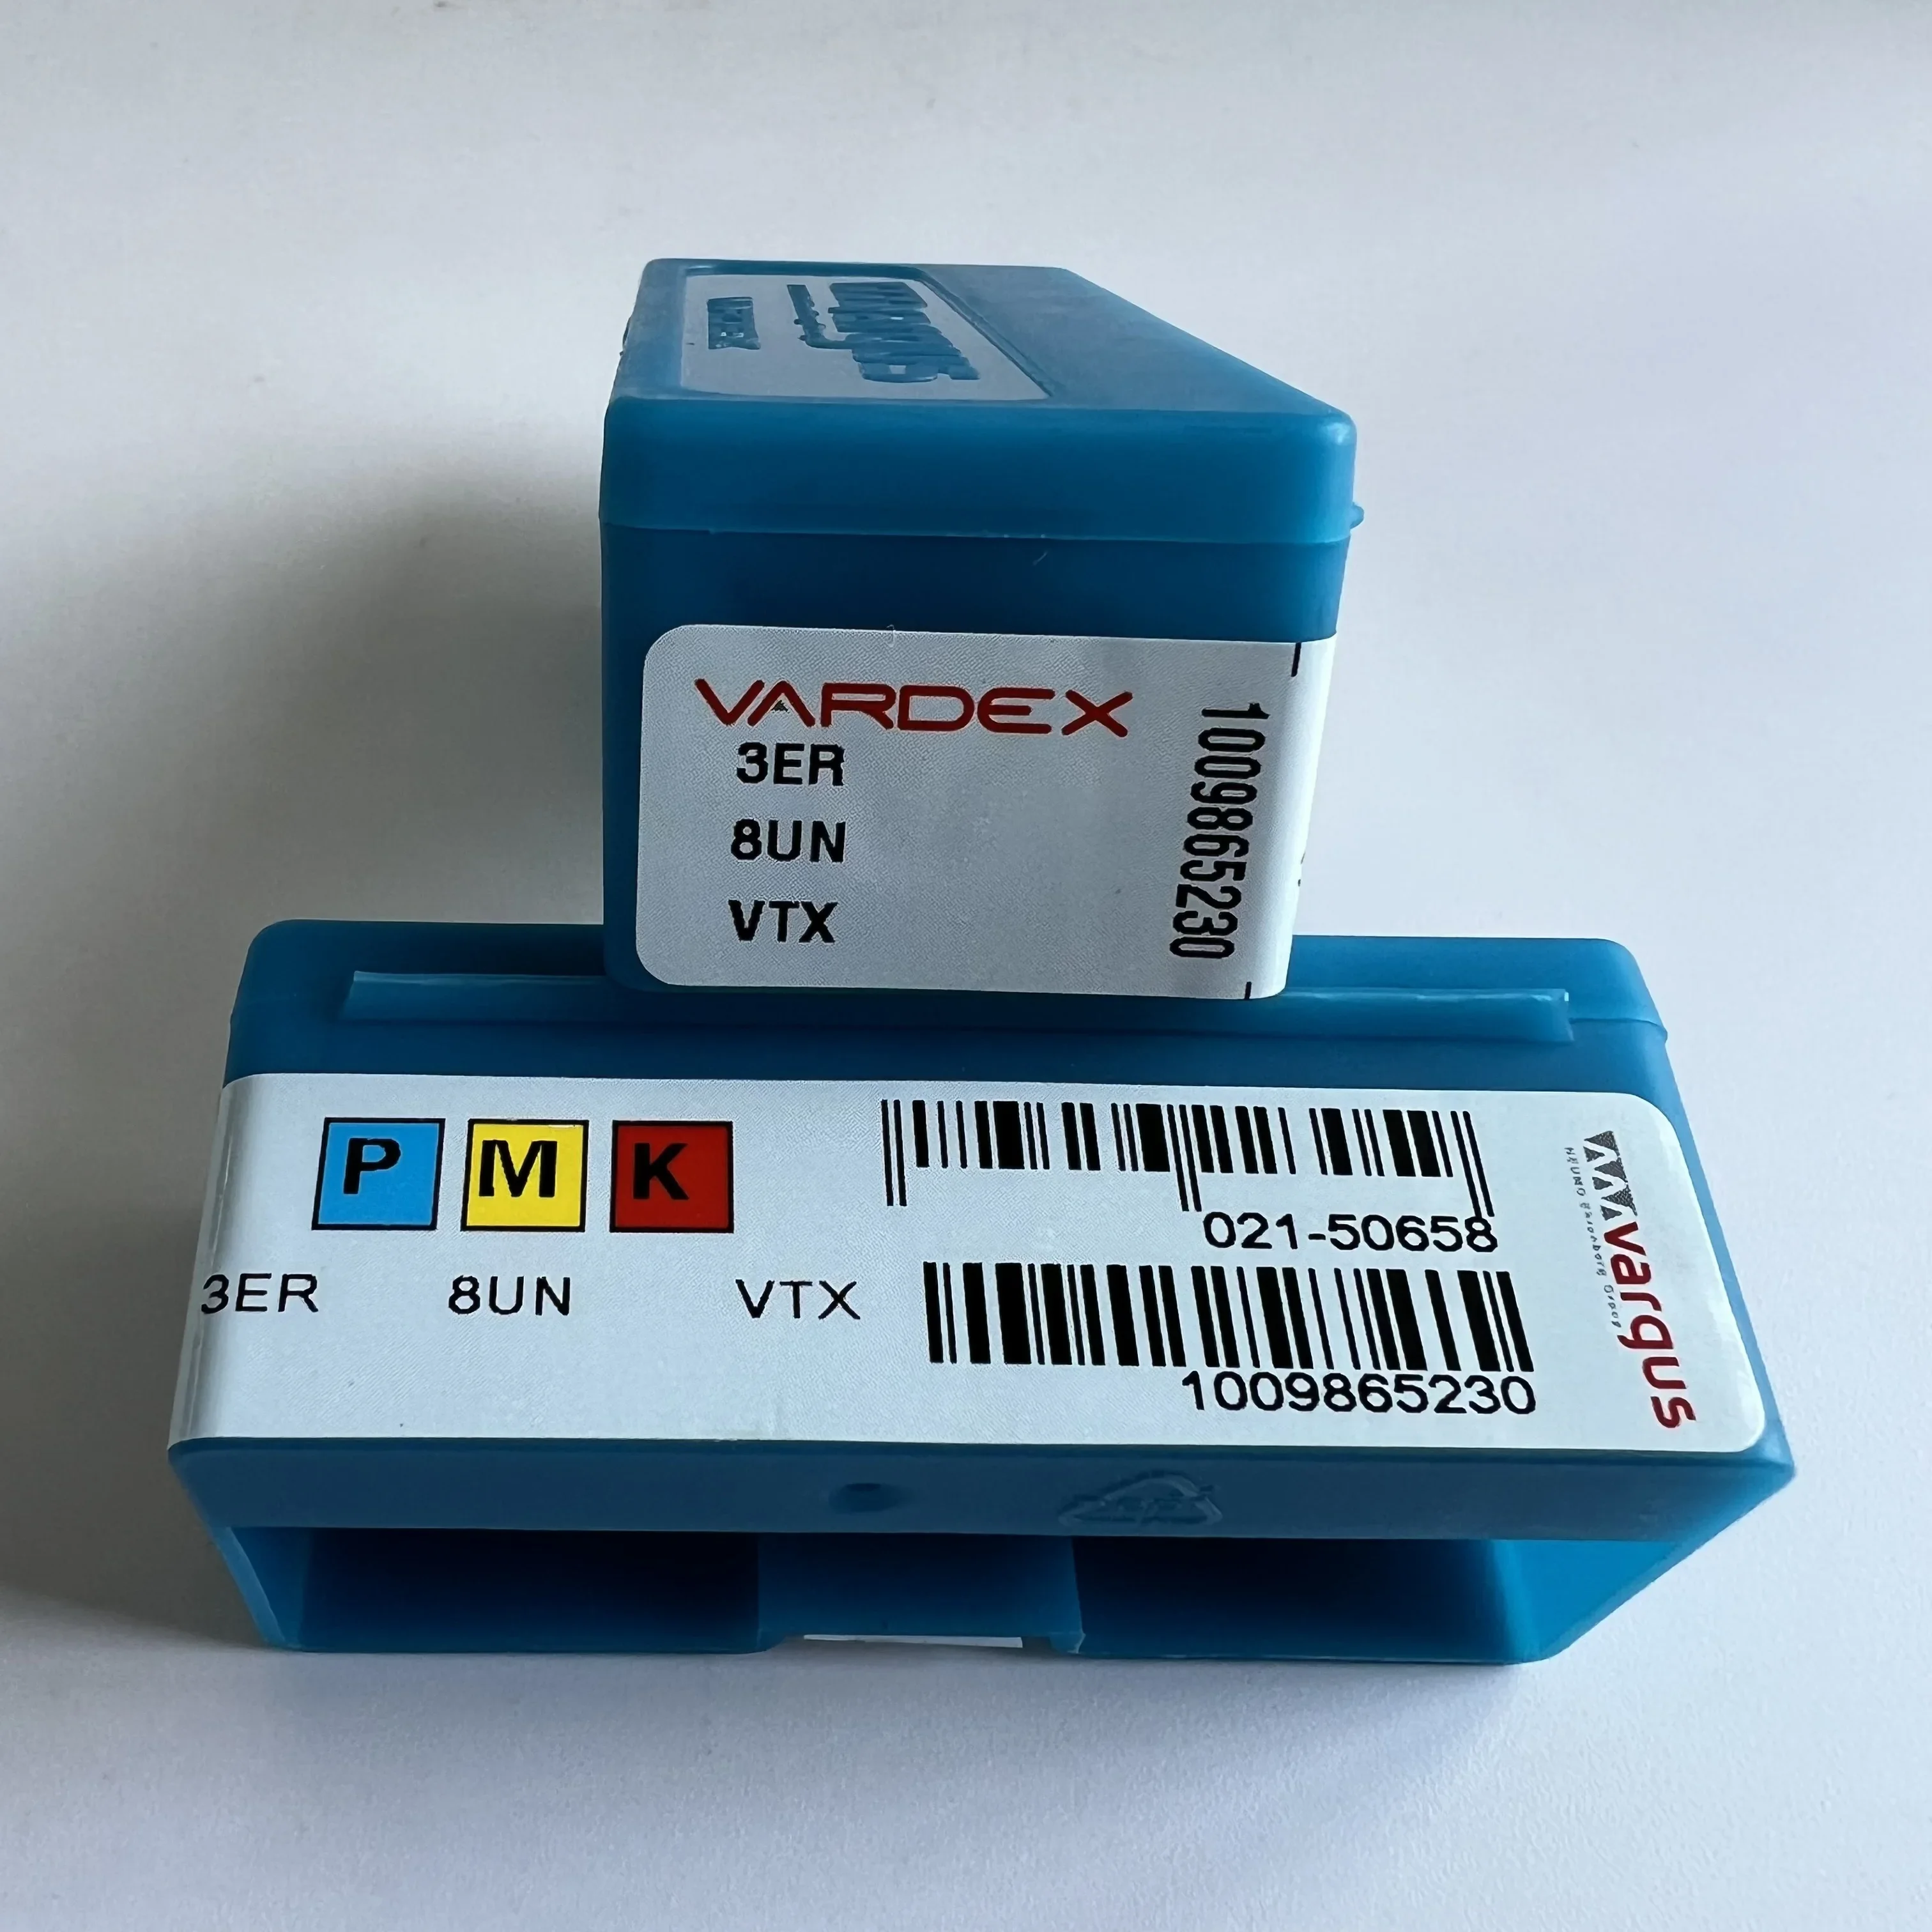 VARDEX
3ER
8UN
VTX
1009865230
P M K
3ER 8UN VTX
021-50658
1009865230
vargus